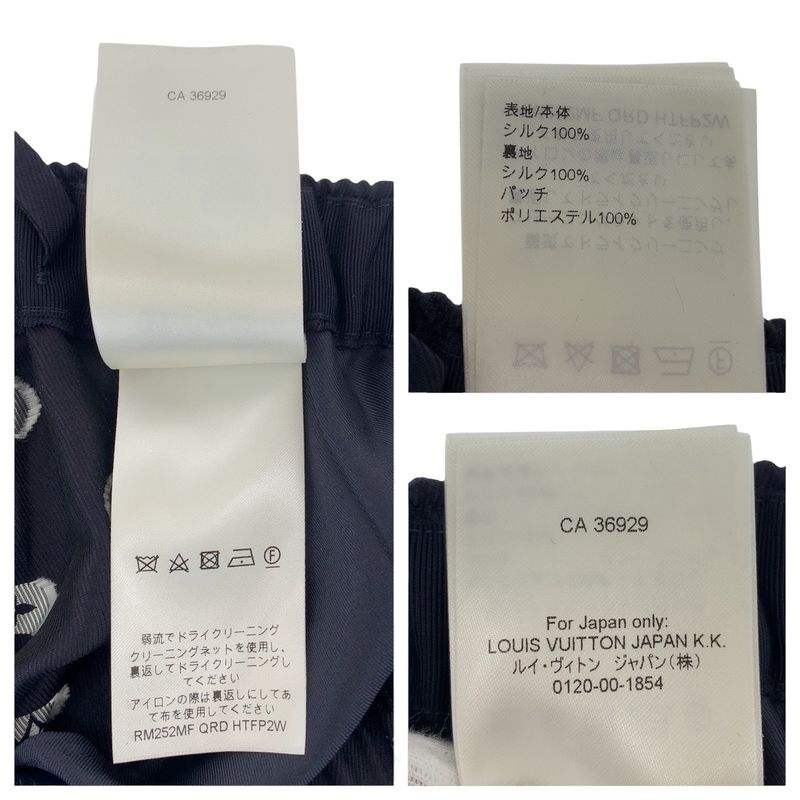 CA 36929
弱流でドライクリーニング
クリーニングネットを使用し、
裏返してドライクリーニングし
てください
アイロンの際は裏返しにしてあ
て布を使用してください
RM252MF QRD HTFP2W
表地/本体
シルク100%
裏地
シルク100%
パッチ
ポリエステル100%
CA 36929
For Japan only:
LOUIS VUITTON JAPAN K.K.
ルイ・ヴィトン ジャパン(株)
0120-00-1854